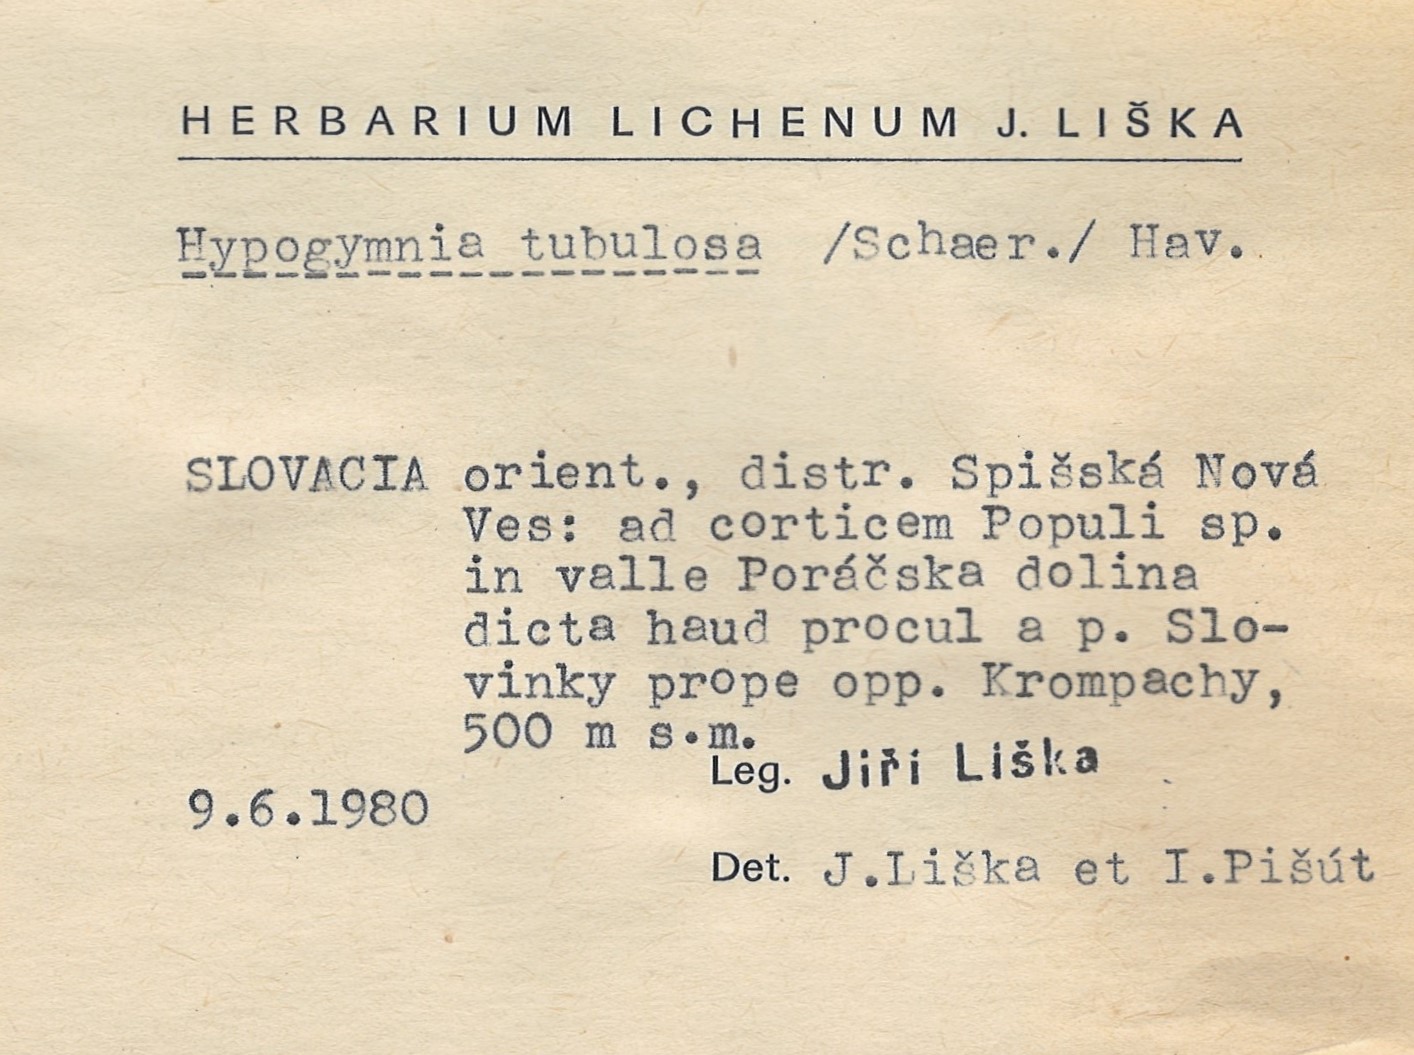 HERBARIUM LICHENUM J. LIŠKA
Hypogymnia tubulosa /Schaer./ Hav.
SLOVACIA orient., distr. Spišská Nová
Ves: ad corticem Populi sp.
in valle Poráčska dolina
dicta haud procul a p. Slo-
vinky prope opp. Krompachy,
500 m s.m.
Leg. Jiří Liška
9.6.1980
Det. J.Liška et I.Pišút